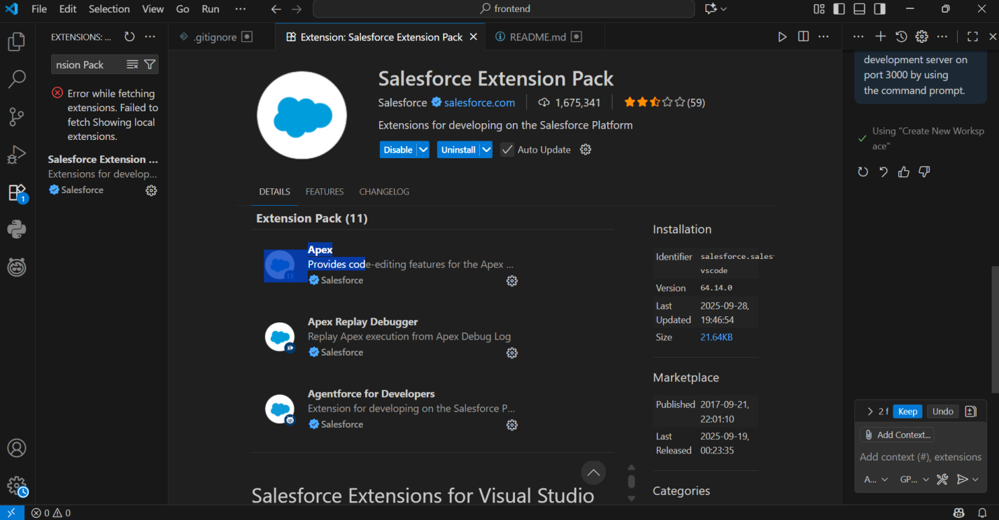 File Edit Selection View Go Run ··· frontend
EXTENSIONS: ... ···
nsion Pack
Error while fetching
extensions. Failed to
fetch Showing local
extensions.
Salesforce Extension ...
Extensions for develop...
Salesforce
1
.gitignore
Extension: Salesforce Extension Pack
README.md
Salesforce Extension Pack
Salesforce salesforce.com 1,675,341 (59)
Extensions for developing on the Salesforce Platform
Disable Uninstall Auto Update
DETAILS FEATURES CHANGELOG
Extension Pack (11)
Apex
Provides code-editing features for the Apex ...
Salesforce
Apex Replay Debugger
Replay Apex execution from Apex Debug Log
Salesforce
Agentforce for Developers
Extension for developing on the Salesforce P...
Salesforce
Salesforce Extensions for Visual Studio
Installation
Identifier salesforce.sales
vscode
Version 64.14.0
Last 2025-09-28,
Updated 19:46:54
Size 21.64KB
Marketplace
Published 2017-09-21,
22:01:10
Last 2025-09-19,
Released 00:23:35
Categories
development server on
port 3000 by using
the command prompt.
Using "Create New Worksp
ace"
2 f Keep Undo
Add Context...
Add context (#), extensions
A... GP...
0 0